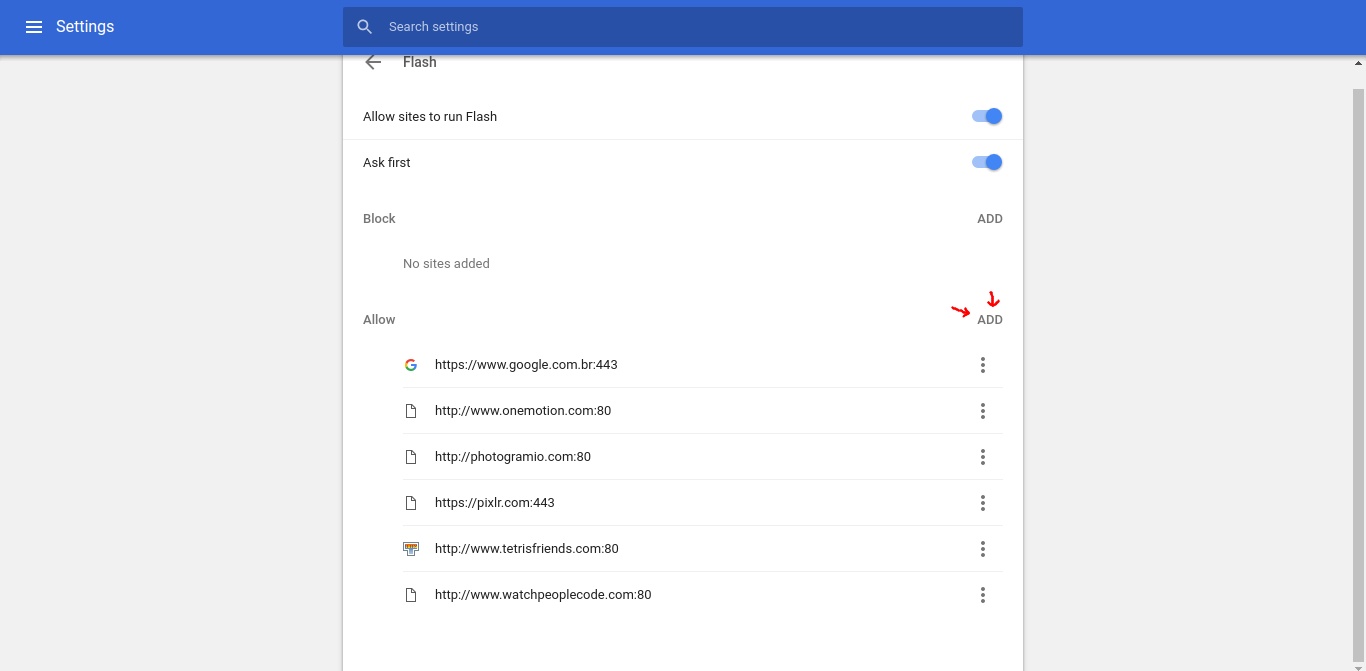 Settings
Search settings
Flash
Allow sites to run Flash
Ask first
Block ADD
No sites added
Allow ADD
https://www.google.com.br:443
http://www.onemotion.com:80
http://photogramio.com:80
https://pixlr.com:443
http://www.tetrisfriends.com:80
http://www.watchpeoplecode.com:80